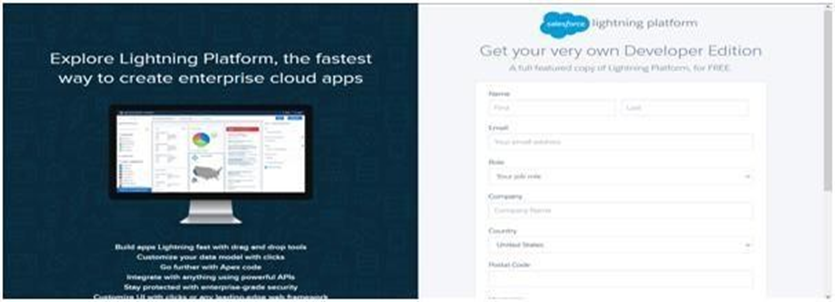 Explore Lightning Platform, the fastest
way to create enterprise cloud apps
Build apps Lightning fast with drag and drop tools
Customize your data model with clicks
Go further with Apex code
Integrate with anything using powerful APIs
Stay protected with enterprise-grade security
Customize UI with clicks or any leading-edge web framework
salesforce lightning platform
Get your very own Developer Edition
A full featured copy of Lightning Platform, for FREE.
Name
First Last
Email
Your email address
Role
Your job role
Company
Company Name
Country
United States
Postal Code